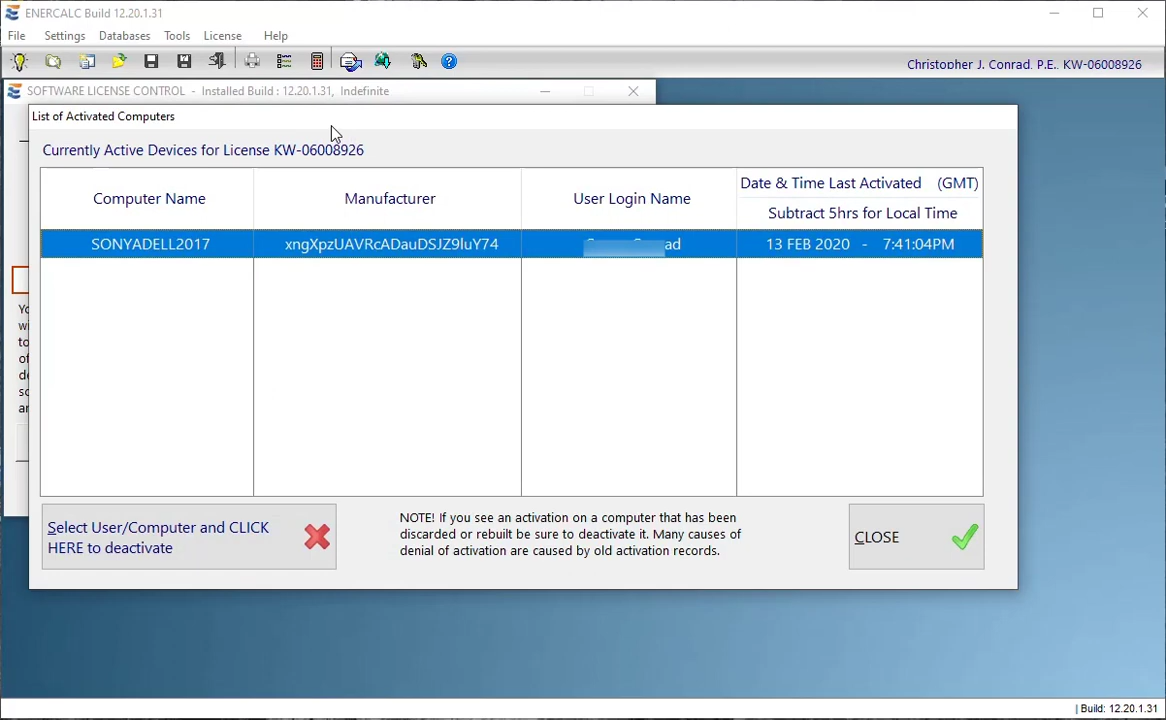 ENERCALC Build 12.20.1.31
File Settings Databases Tools License Help
Christopher J. Conrad, P.E., KW-06008926
SOFTWARE LICENSE CONTROL - Installed Build : 12.20.1.31, Indefinite
List of Activated Computers
Currently Active Devices for License KW-06008926
Computer Name Manufacturer User Login Name Date & Time Last Activated (GMT)
Subtract 5hrs for Local Time
SONYADELL2017 xngXpzUAVRcADauDSJZ9luY74 13 FEB 2020 - 7:41:04PM
Select User/Computer and CLICK
HERE to deactivate
NOTE! If you see an activation on a computer that has been
discarded or rebuilt be sure to deactivate it. Many causes of
denial of activation are caused by old activation records.
CLOSE
| Build: 12.20.1.31